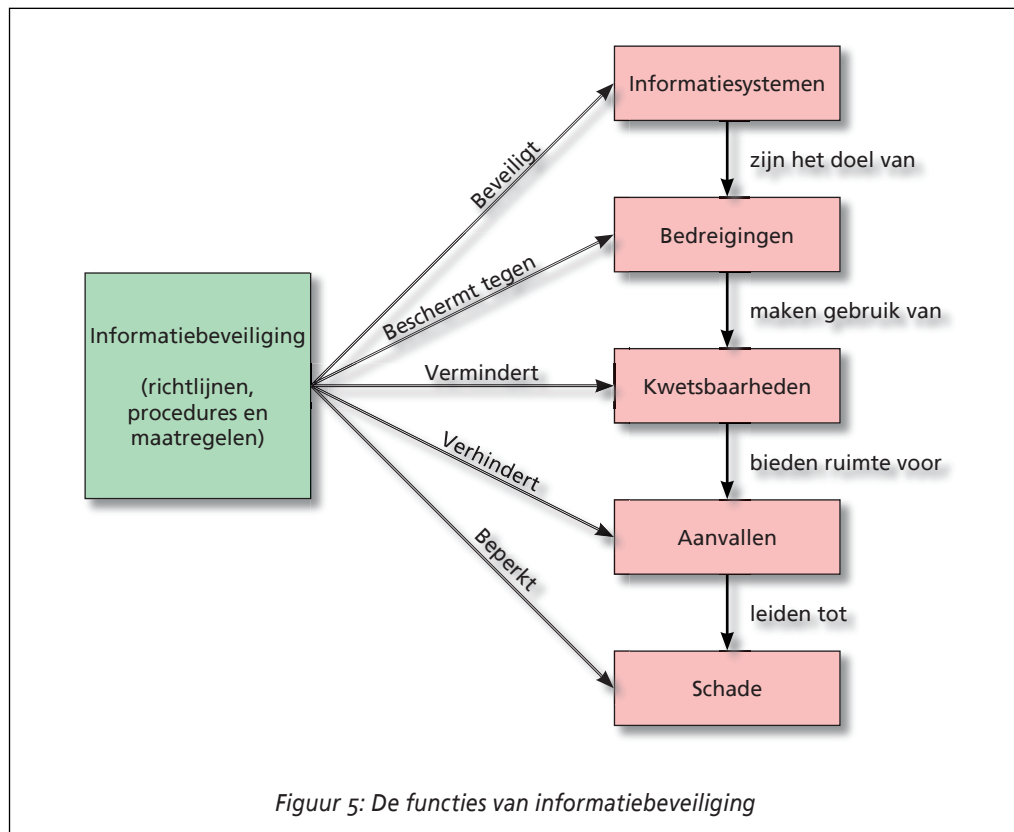 Informatiesystemen
zijn het doel van
Beveiligt
Bedreigingen
Beschermt tegen
maken gebruik van
Informatiebeveiliging
(richtlijnen,
procedures en
maatregelen)
Vermindert
Kwetsbaarheden
Verhindert
bieden ruimte voor
Aanvallen
Beperkt
leiden tot
Schade
Figuur 5: De functies van informatiebeveiliging